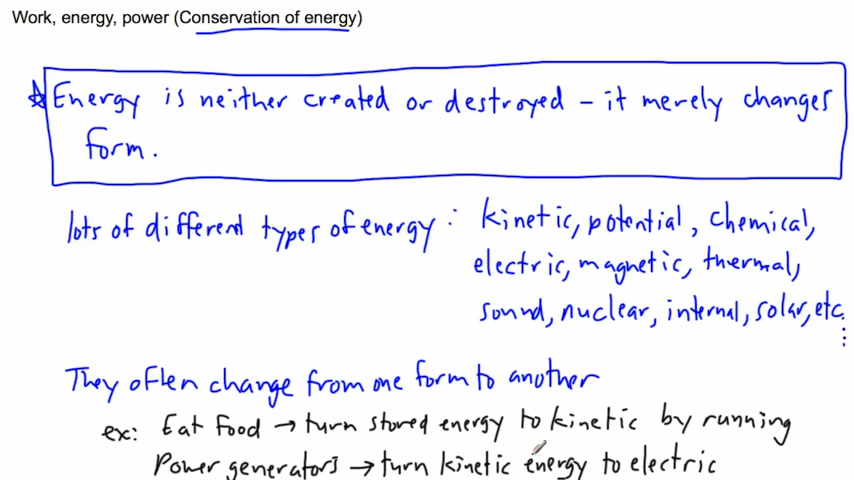 Work, energy, power (Conservation of energy)
Energy is neither created or destroyed – it merely changes
form.
lots of different types of energy: kinetic, potential, chemical,
electric, magnetic, thermal,
sound, nuclear, internal, solar, etc.
They often change from one form to another
ex: Eat Food → turn stored energy to kinetic by running
Power generators → turn kinetic energy to electric